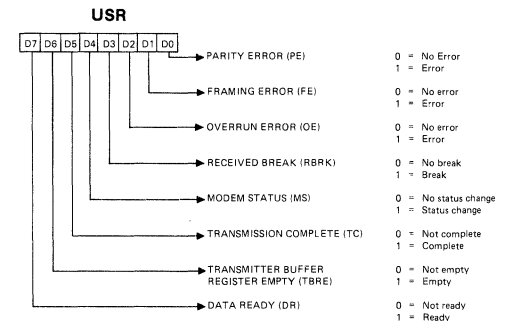 USR
D7 D6 D5 D4 D3 D2 D1 D0
PARITY ERROR (PE) 0 = No Error
1 = Error
FRAMING ERROR (FE) 0 = No error
1 = Error
OVERRUN ERROR (OE) 0 = No error
1 = Error
RECEIVED BREAK (RBRK) 0 = No break
1 = Break
MODEM STATUS (MS) 0 = No status change
1 = Status change
TRANSMISSION COMPLETE (TC) 0 = Not complete
1 = Complete
TRANSMITTER BUFFER 0 = Not empty
REGISTER EMPTY (TBRE) 1 = Empty
DATA READY (DR) 0 = Not ready
1 = Ready